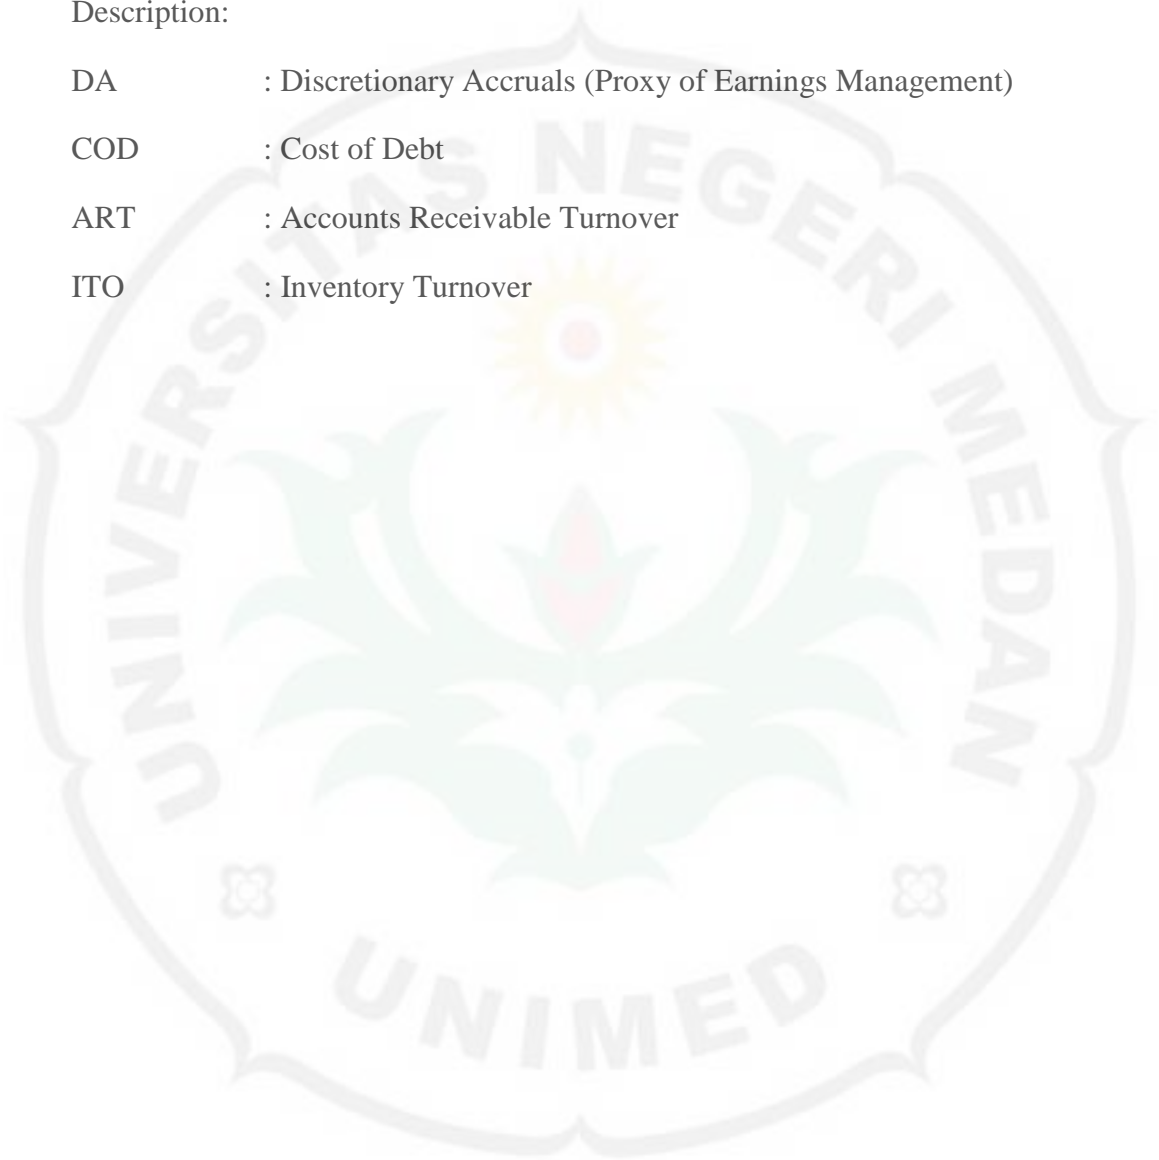 Description:
DA : Discretionary Accruals (Proxy of Earnings Management)
COD : Cost of Debt
ART : Accounts Receivable Turnover
ITO : Inventory Turnover
UNIVERSITAS NEGERI MEDAN
UNIMED